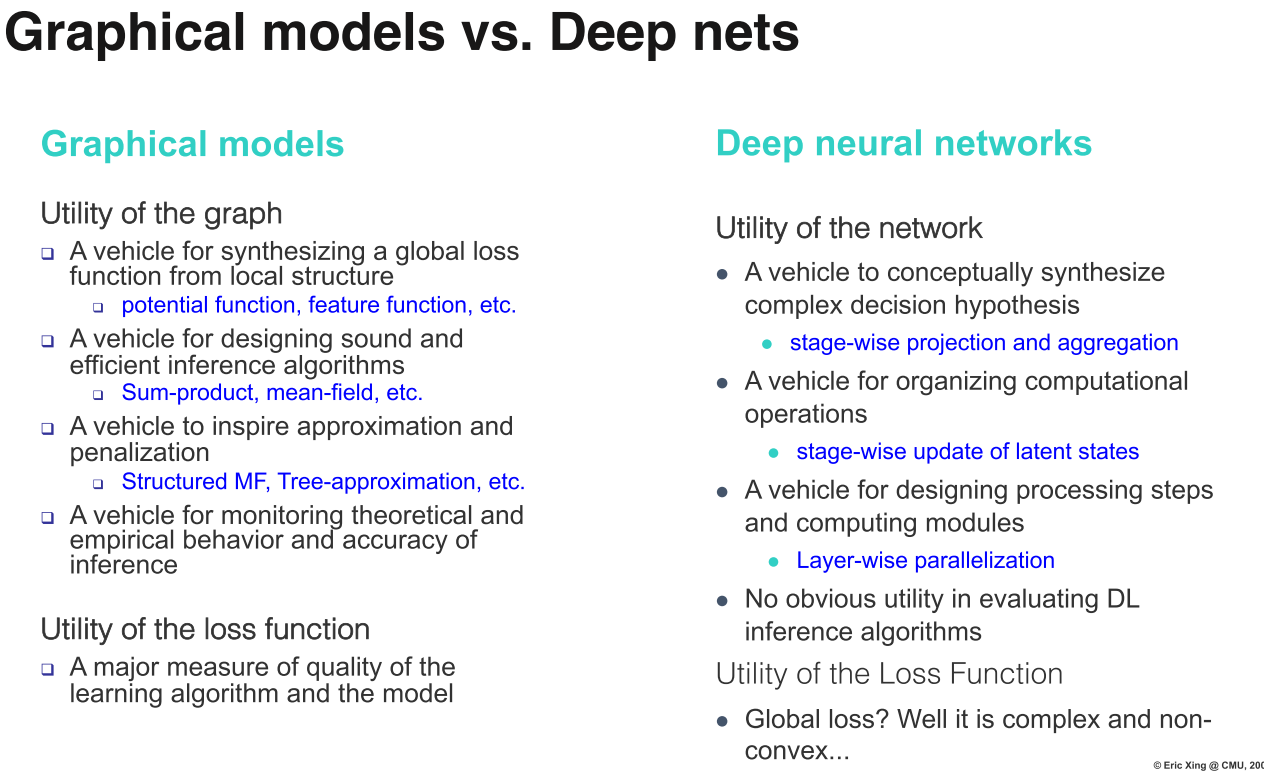 Graphical models vs. Deep nets
Graphical models
Utility of the graph
A vehicle for synthesizing a global loss
function from local structure
potential function, feature function, etc.
A vehicle for designing sound and
efficient inference algorithms
Sum-product, mean-field, etc.
A vehicle to inspire approximation and
penalization
Structured MF, Tree-approximation, etc.
A vehicle for monitoring theoretical and
empirical behavior and accuracy of
inference
Utility of the loss function
A major measure of quality of the
learning algorithm and the model
Deep neural networks
Utility of the network
A vehicle to conceptually synthesize
complex decision hypothesis
stage-wise projection and aggregation
A vehicle for organizing computational
operations
stage-wise update of latent states
A vehicle for designing processing steps
and computing modules
Layer-wise parallelization
No obvious utility in evaluating DL
inference algorithms
Utility of the Loss Function
Global loss? Well it is complex and non-
convex...
© Eric Xing @ CMU,